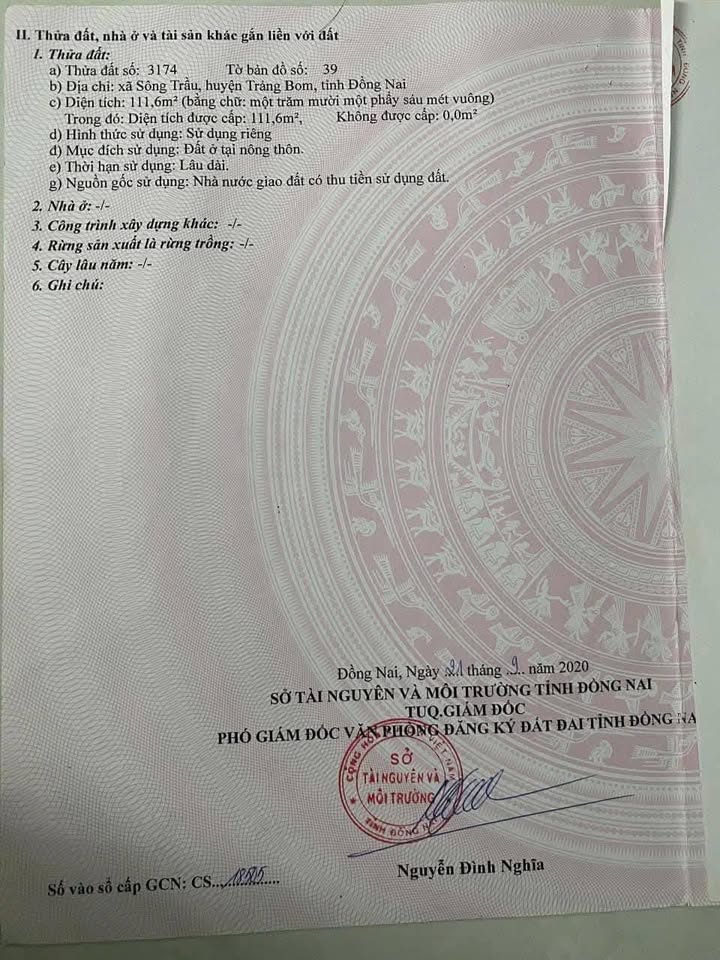 II. Thửa đất, nhà ở và tài sản khác gắn liền với đất
1. Thửa đất:
a) Thửa đất số: 3174 Tờ bản đồ số: 39
b) Địa chỉ: xã Sông Trầu, huyện Trảng Bom, tỉnh Đồng Nai
c) Diện tích: 111,6m² (bằng chữ: một trăm mười một phẩy sáu mét vuông)
Trong đó: Diện tích được cấp: 111,6m², Không được cấp: 0,0m²
d) Hình thức sử dụng: Sử dụng riêng
đ) Mục đích sử dụng: Đất ở tại nông thôn.
e) Thời hạn sử dụng: Lâu dài.
g) Nguồn gốc sử dụng: Nhà nước giao đất có thu tiền sử dụng đất.
2. Nhà ở: -/-
3. Công trình xây dựng khác: -/-
4. Rừng sản xuất là rừng trồng: -/-
5. Cây lâu năm: -/-
6. Ghi chú:
Đồng Nai, Ngày 21 tháng 9 năm 2020
SỞ TÀI NGUYÊN VÀ MÔI TRƯỜNG TỈNH ĐỒNG NAI
TUQ.GIÁM ĐỐC
PHÓ GIÁM ĐỐC VĂN PHÒNG ĐĂNG KÝ ĐẤT ĐAI TỈNH ĐỒNG NA
SỞ
TÀI NGUYÊN VÀ
MÔI TRƯỜNG
TỈNH ĐỒNG NAI
Nguyễn Đình Nghĩa
Số vào sổ cấp GCN: CS...18505...